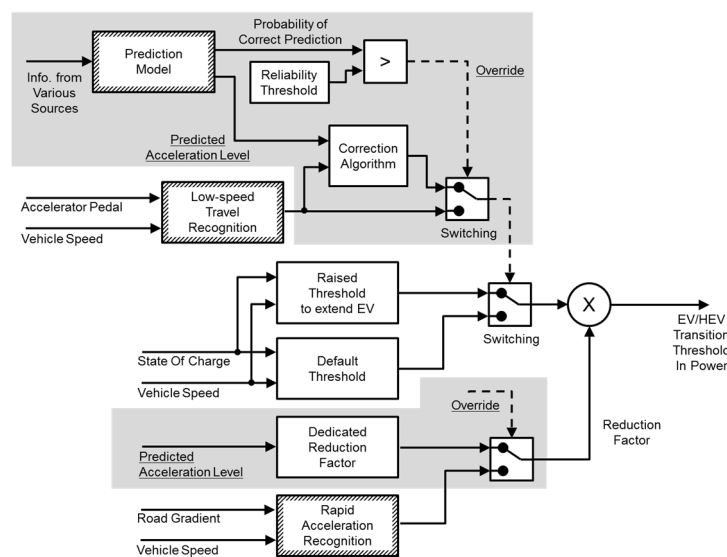 Probability of
Correct Prediction
Prediction
Model
>
Info. from
Various
Sources
Reliability
Threshold
Override
Predicted
Acceleration Level
Correction
Algorithm
Accelerator Pedal
Low-speed
Travel
Recognition
Vehicle Speed
Switching
Raised
Threshold
to extend EV
X
EV/HEV
Transition
Threshold
In Power
Switching
State Of Charge
Default
Threshold
Vehicle Speed
Override
Reduction
Factor
Predicted
Acceleration Level
Dedicated
Reduction
Factor
Road Gradient
Rapid
Acceleration
Recognition
Vehicle Speed